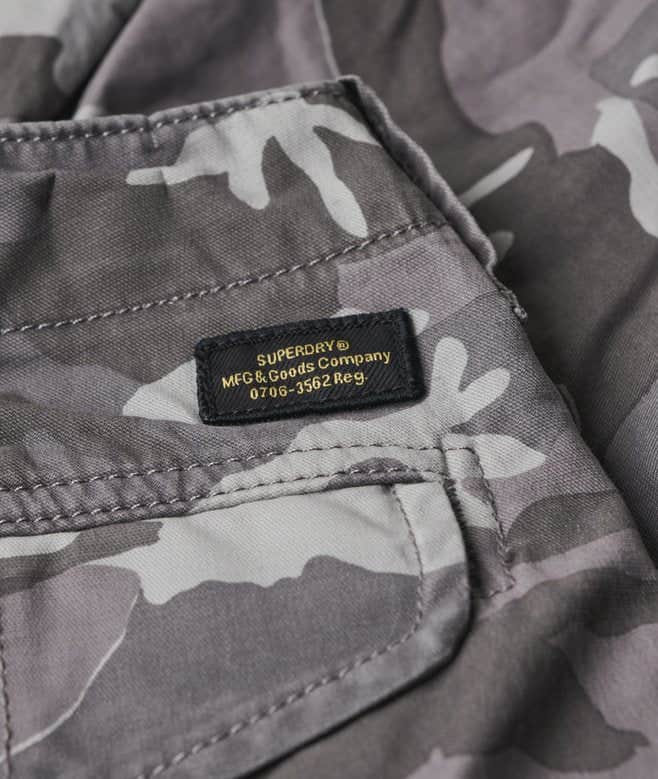 SUPERDRY®
MFG & Goods Company
0706-3562 Reg.